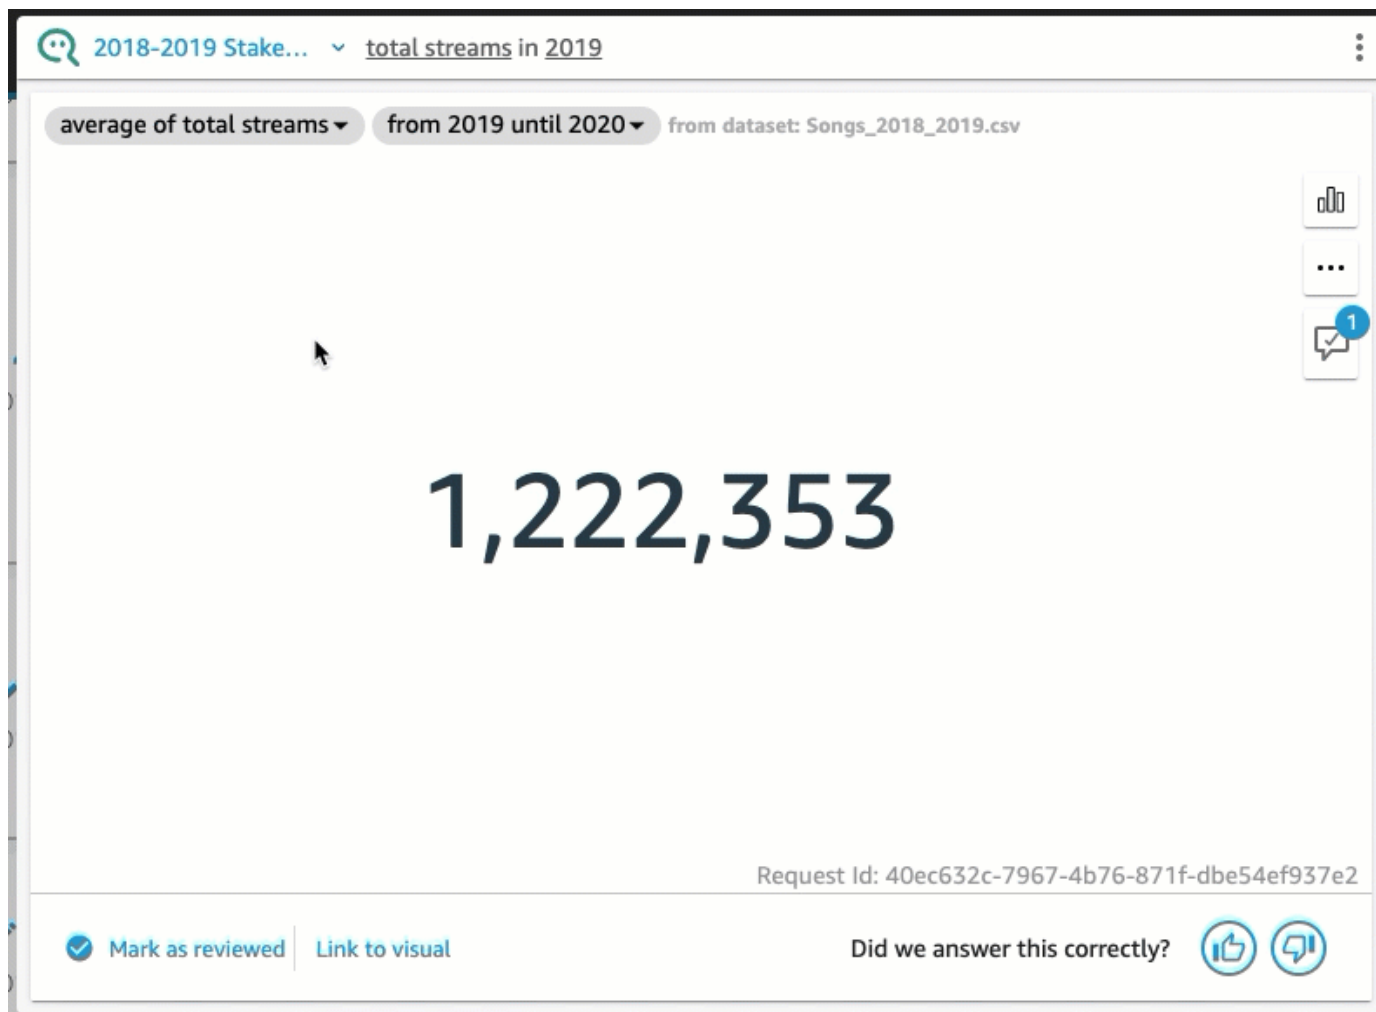 2018-2019 Stake... total streams in 2019
average of total streams from 2019 until 2020 from dataset: Songs_2018_2019.csv
1
1,222,353
Request Id: 40ec632c-7967-4b76-871f-dbe54ef937e2
Mark as reviewed Link to visual Did we answer this correctly?